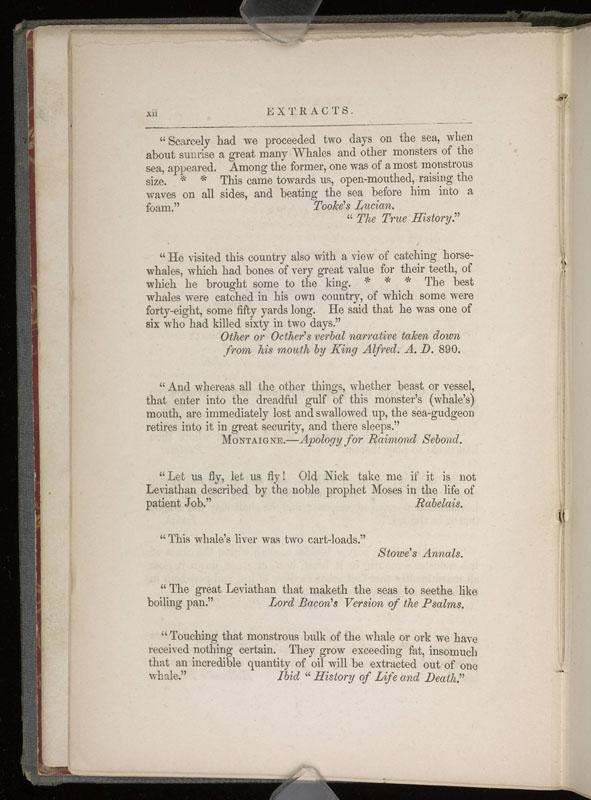 xii
EXTRACTS.
“Scarcely had we proceeded two days on the sea, when
about sunrise a great many Whales and other monsters of the
sea, appeared. Among the former, one was of a most monstrous
size. * * This came towards us, open-mouthed, raising the
waves on all sides, and beating the sea before him into a
foam.” Tooke's Lucian.
“The True History.”
“He visited this country also with a view of catching horse-
whales, which had bones of very great value for their teeth, of
which he brought some to the king. * * * The best
whales were catched in his own country, of which some were
forty-eight, some fifty yards long. He said that he was one of
six who had killed sixty in two days.”
Other or Octher's verbal narrative taken down
from his mouth by King Alfred. A. D. 890.
“And whereas all the other things, whether beast or vessel,
that enter into the dreadful gulf of this monster's (whale's)
mouth, are immediately lost and swallowed up, the sea-gudgeon
retires into it in great security, and there sleeps.”
MONTAIGNE.—Apology for Raimond Sebond.
“Let us fly, let us fly! Old Nick take me if it is not
Leviathan described by the noble prophet Moses in the life of
patient Job.” Rabelais.
“This whale's liver was two cart-loads.”
Stowe's Annals.
“The great Leviathan that maketh the seas to seethe like
boiling pan.” Lord Bacon's Version of the Psalms.
“Touching that monstrous bulk of the whale or ork we have
received nothing certain. They grow exceeding fat, insomuch
that an incredible quantity of oil will be extracted out of one
whale.” Ibid “History of Life and Death.”